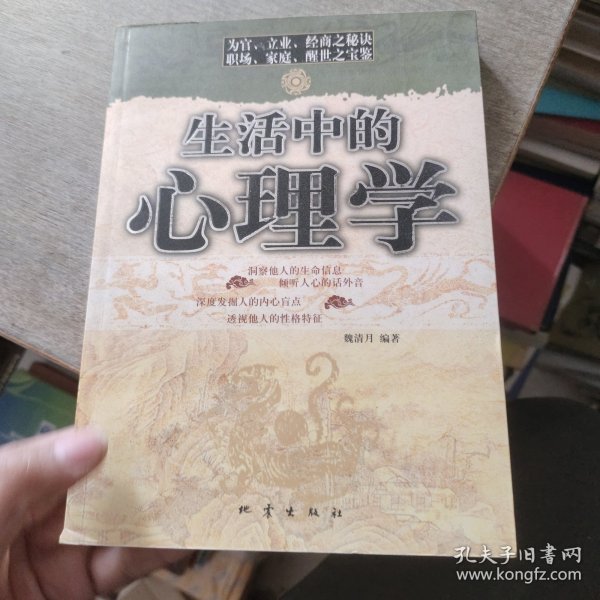 为官、立业、经商之秘诀
职场、家庭、醒世之宝鉴
生活中的
心理学
洞察他人的生命信息
倾听人心的话外音
深度发掘人的内心盲点
透视他人的性格特征
魏清月 编著
地震出版社
孔夫子旧书网
www.kongfz.com